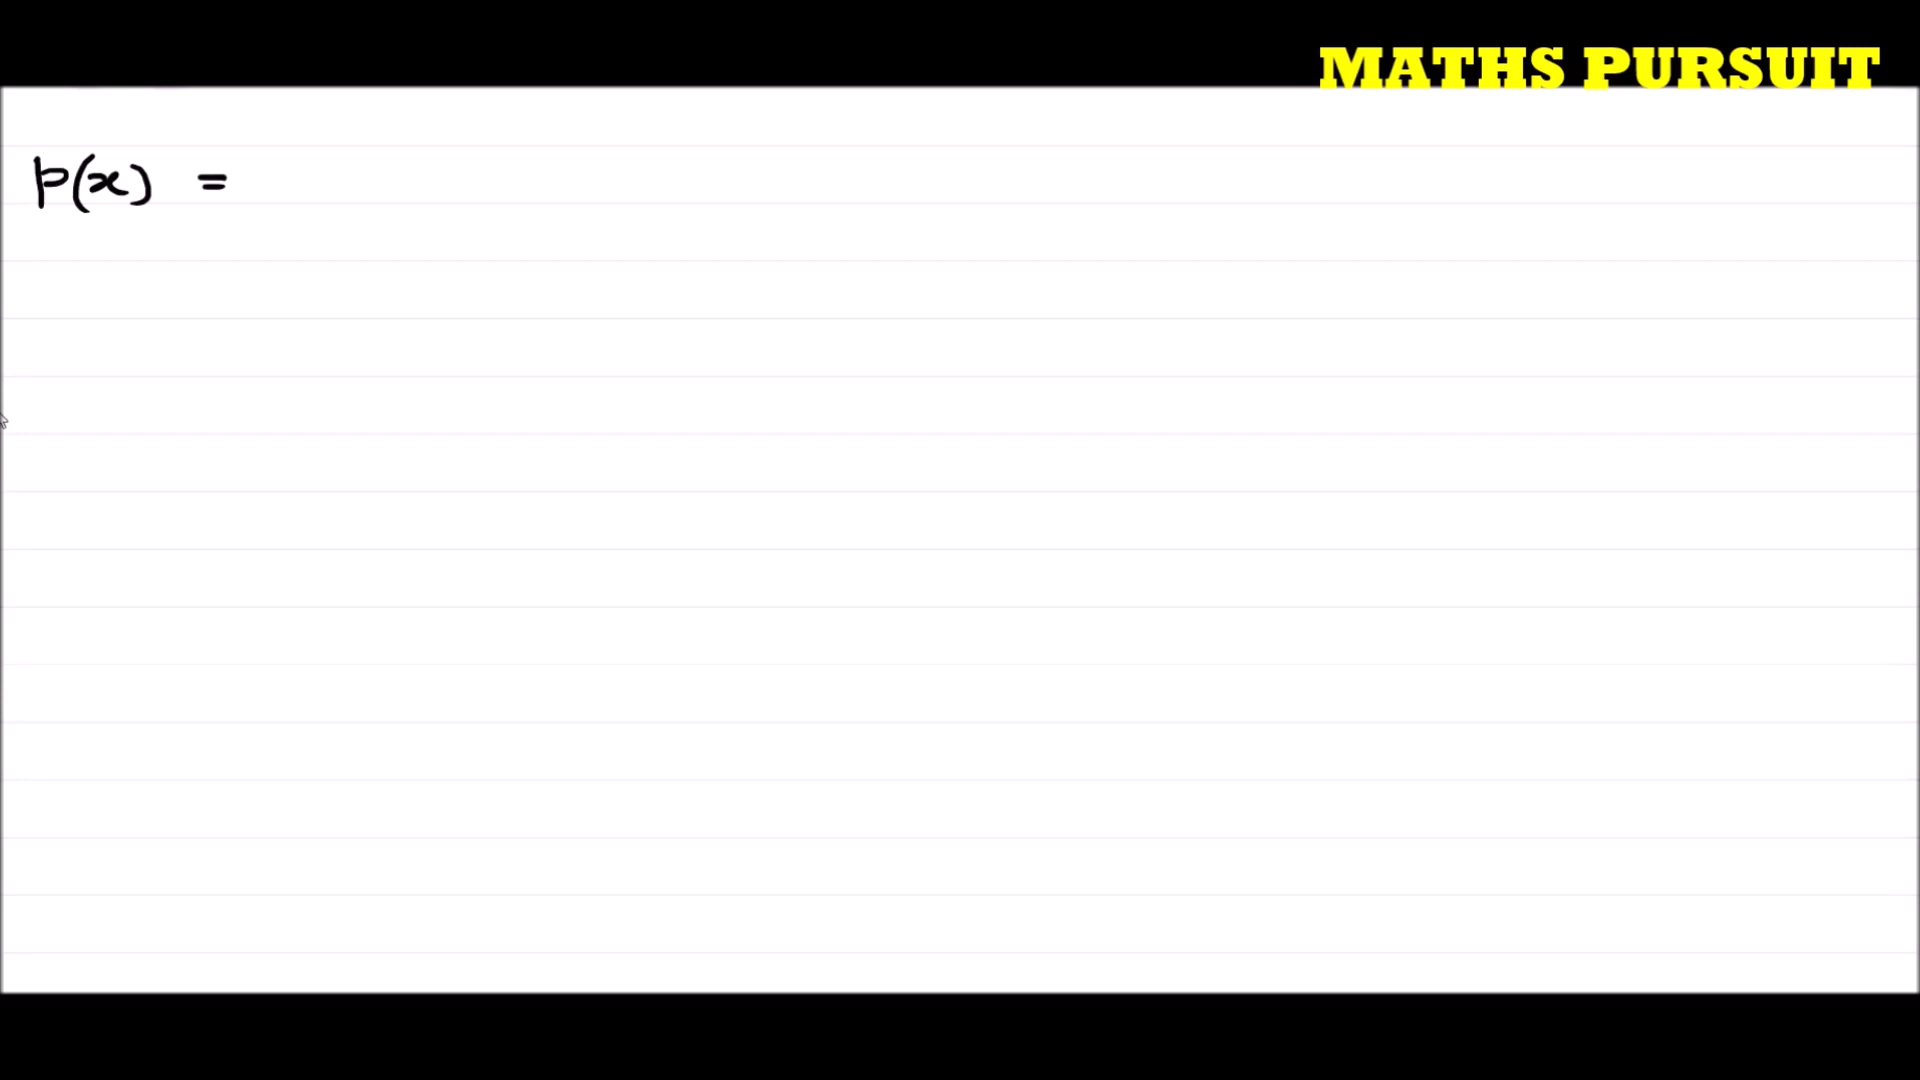 MATHS PURSUIT
p(x) =